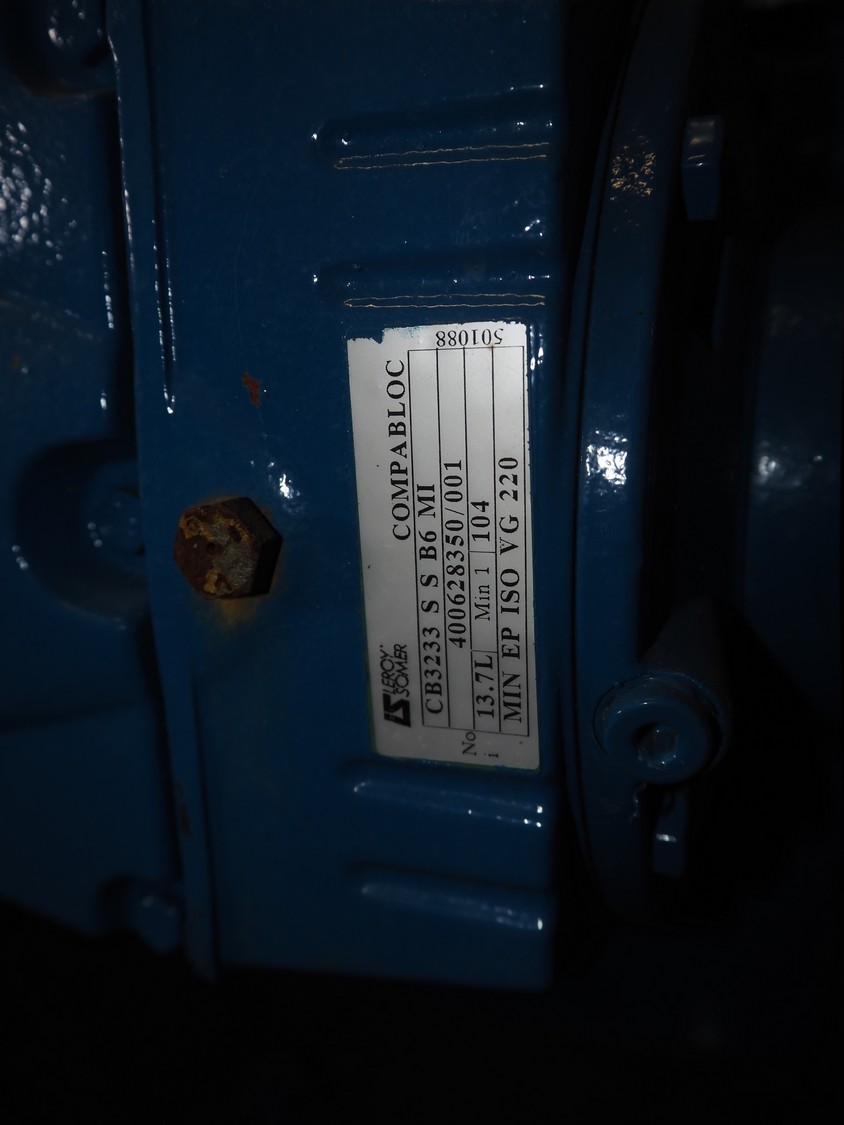 LS LEROY SOMER COMPABLOC
CB3233 S S B6 MI
No 400628350/001
i 13.7L Min 1 104
MIN EP ISO VG 220
501088